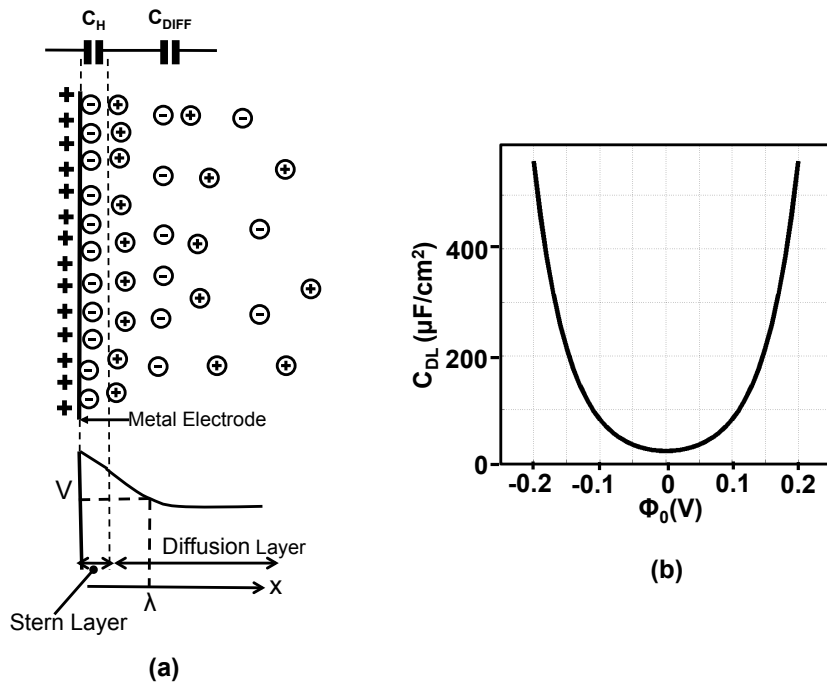 C_H C_DIFF
Metal Electrode
V
Diffusion Layer
x
λ
Stern Layer
(a)
C_DL (µF/cm²)
400
200
0
-0.2 -0.1 0 0.1 0.2
Φ₀(V)
(b)